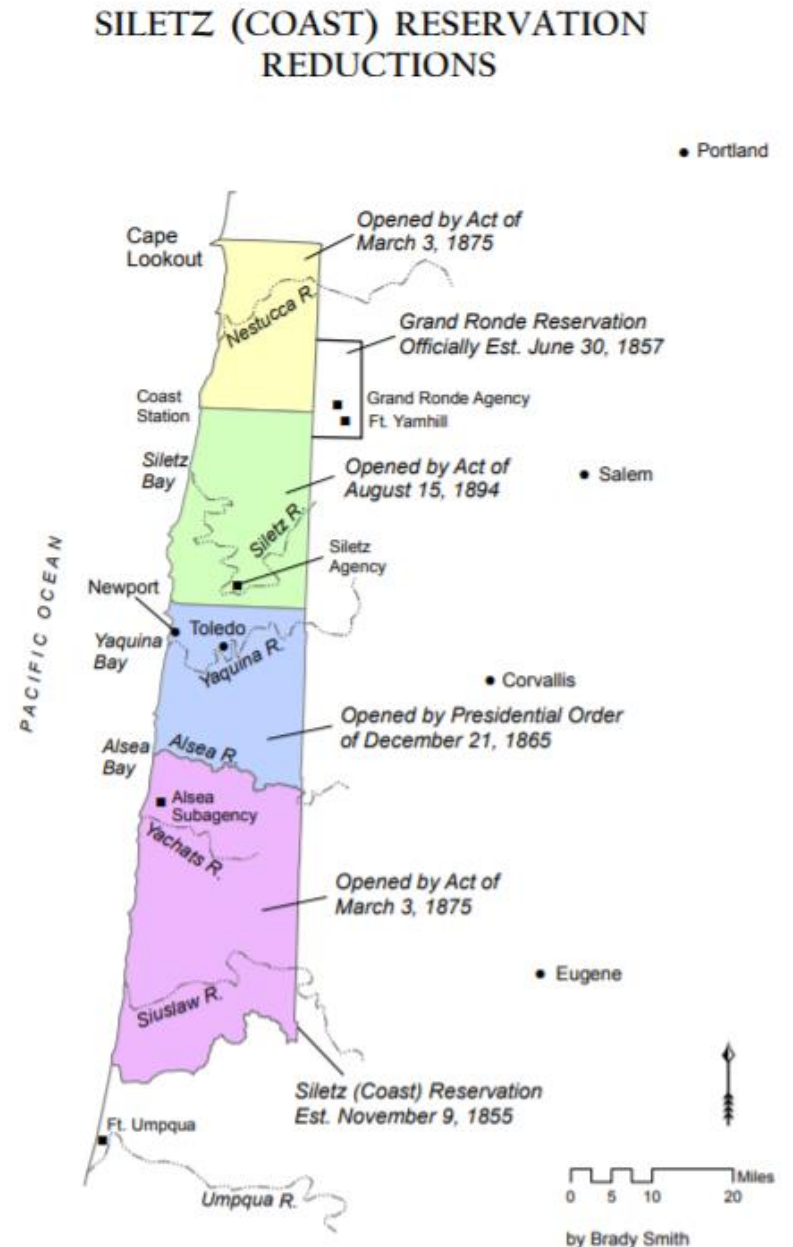 SILETZ (COAST) RESERVATION
REDUCTIONS
Portland
Opened by Act of
March 3, 1875
Cape
Lookout
Nestucca R.
Grand Ronde Reservation
Officially Est. June 30, 1857
Coast
Station
Grand Ronde Agency
Ft. Yamhill
Siletz
Bay
Opened by Act of
August 15, 1894
Salem
Siletz R.
Siletz
Agency
PACIFIC OCEAN
Newport
Toledo
Yaquina
Bay
Yaquina R.
Corvallis
Opened by Presidential Order
of December 21, 1865
Alsea
Bay
Alsea R.
Alsea
Subagency
Yachats R.
Opened by Act of
March 3, 1875
Eugene
Siuslaw R.
Siletz (Coast) Reservation
Est. November 9, 1855
Ft. Umpqua
Umpqua R.
Miles
0 5 10 20
by Brady Smith